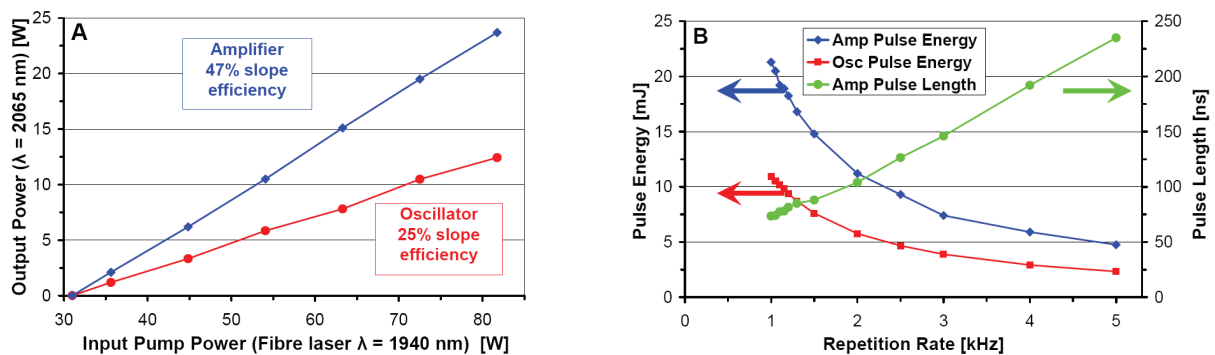 A
Amplifier
47% slope
efficiency
Oscillator
25% slope
efficiency
Output Power (λ = 2065 nm) [W]
25
20
15
10
5
0
30 40 50 60 70 80
Input Pump Power (Fibre laser λ = 1940 nm) [W]
B
Amp Pulse Energy
Osc Pulse Energy
Amp Pulse Length
Pulse Energy [mJ]
25
20
15
10
5
0
250
200
150
100
50
0
Pulse Length [ns]
0 1 2 3 4 5
Repetition Rate [kHz]